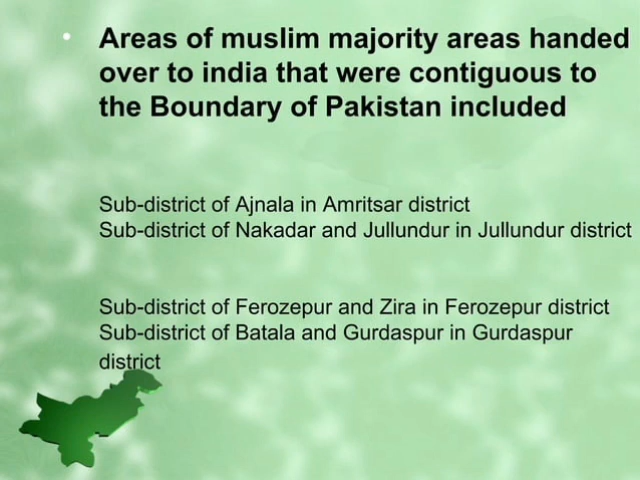 • Areas of muslim majority areas handed
over to india that were contiguous to
the Boundary of Pakistan included
Sub-district of Ajnala in Amritsar district
Sub-district of Nakadar and Jullundur in Jullundur district
Sub-district of Ferozepur and Zira in Ferozepur district
Sub-district of Batala and Gurdaspur in Gurdaspur
district